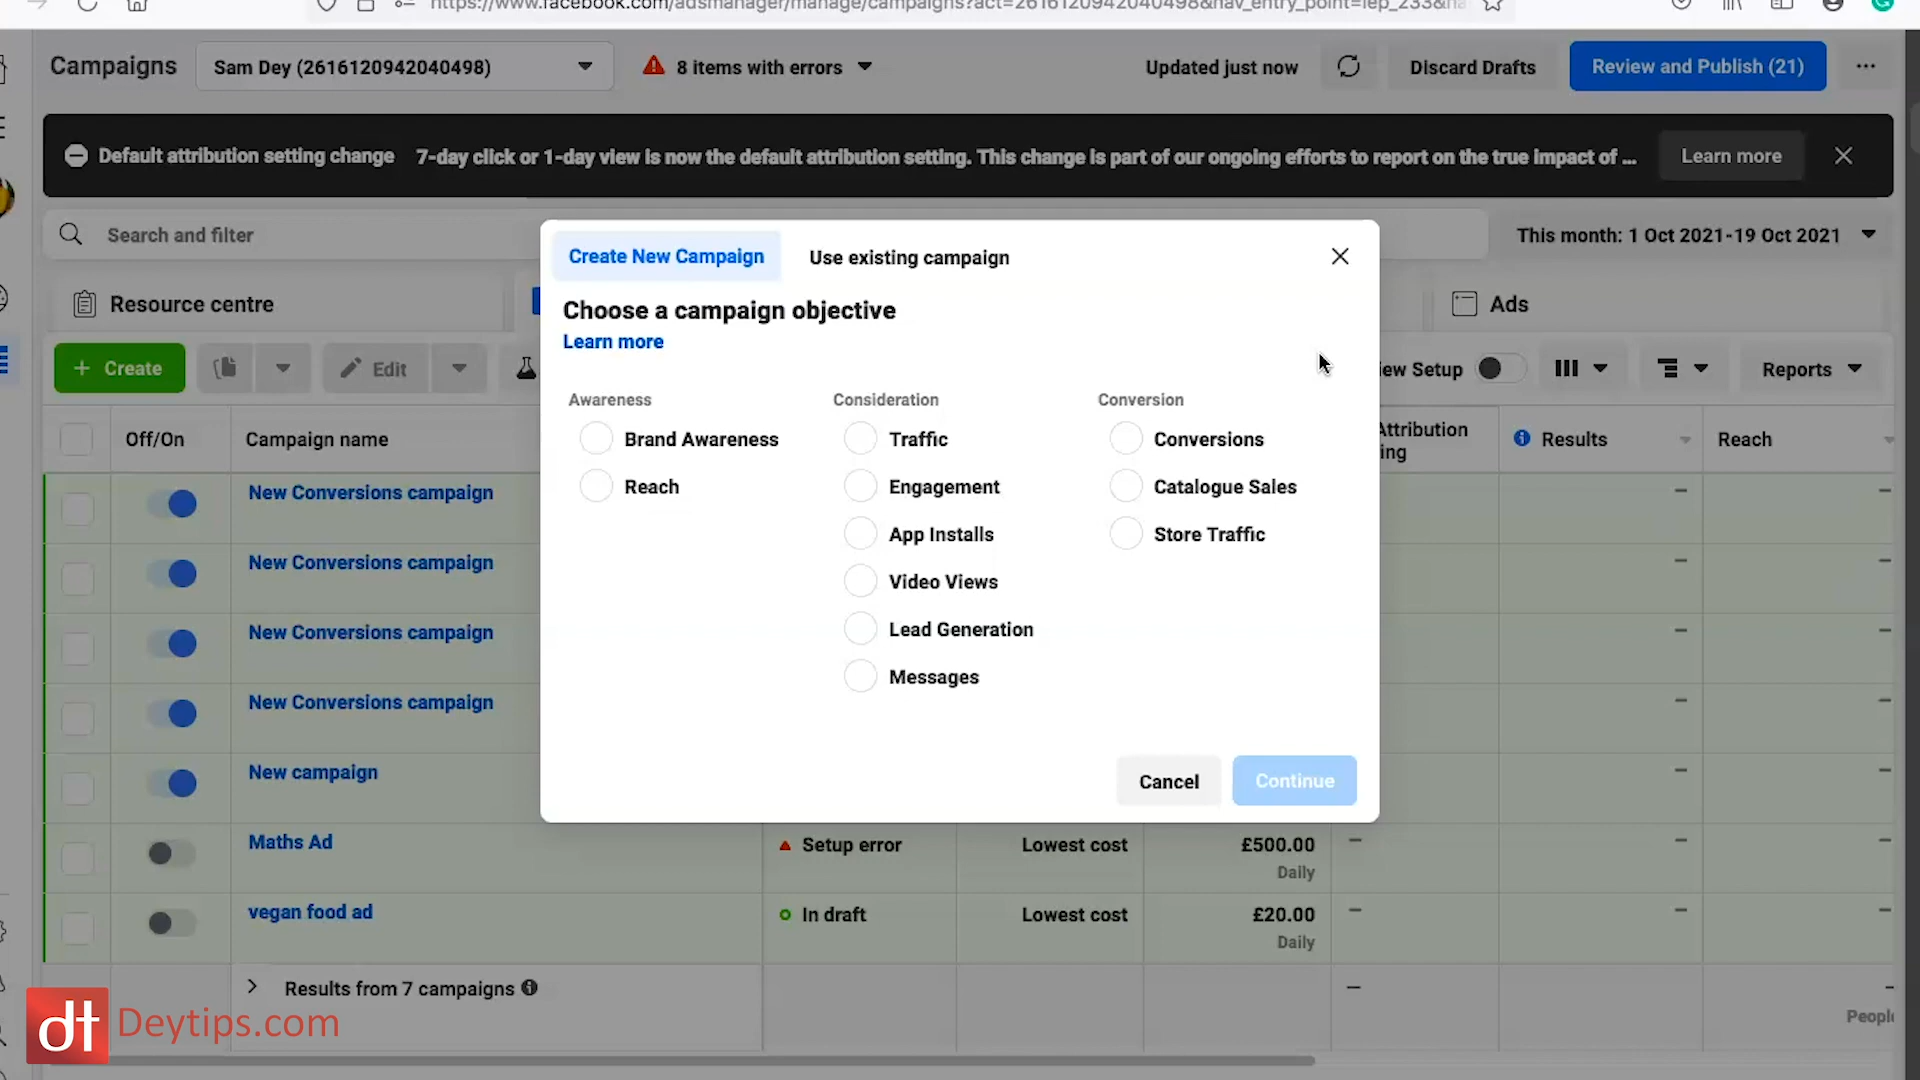 https://www.facebook.com/adsmanager/manage/campaigns?act=2616120942040498&nav_entry_point=lep_233&na
Campaigns
Sam Dey (2616120942040498)
8 items with errors
Updated just now
Discard Drafts
Review and Publish (21)
Default attribution setting change
7-day click or 1-day view is now the default attribution setting. This change is part of our ongoing efforts to report on the true impact of ...
Learn more
Search and filter
This month: 1 Oct 2021-19 Oct 2021
Create New Campaign
Use existing campaign
Resource centre
Ads
Choose a campaign objective
Learn more
+ Create
Edit
ew Setup
Reports
Awareness
Consideration
Conversion
Brand Awareness
Reach
Traffic
Engagement
App Installs
Video Views
Lead Generation
Messages
Conversions
Catalogue Sales
Store Traffic
Cancel
Continue
Off/On
Campaign name
Attribution
ing
Results
Reach
New Conversions campaign
New Conversions campaign
New Conversions campaign
New Conversions campaign
New campaign
Maths Ad
Setup error
Lowest cost
£500.00
Daily
vegan food ad
In draft
Lowest cost
£20.00
Daily
Results from 7 campaigns
People
dt Deytips.com